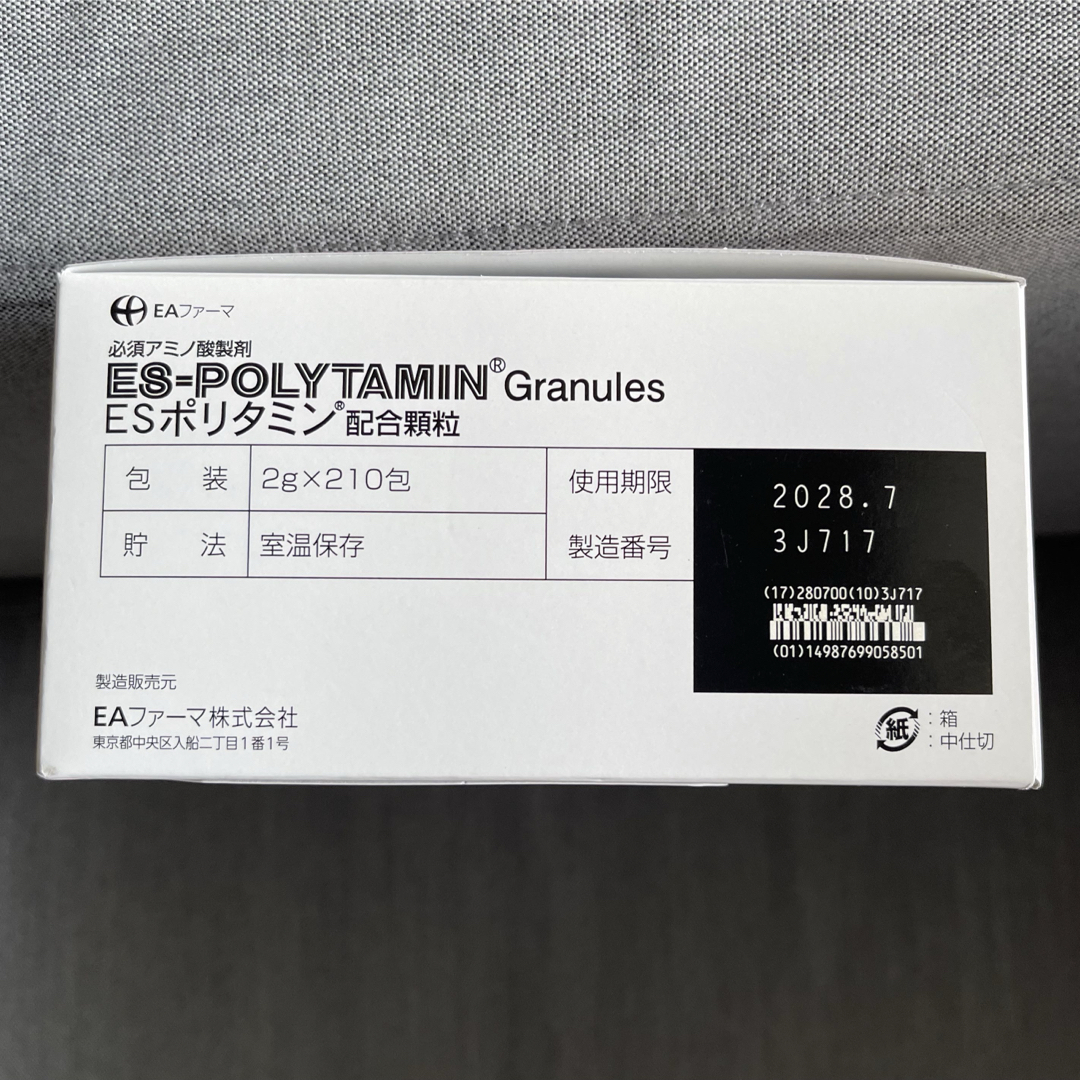 EAファーマ
必須アミノ酸製剤
ES-POLYTAMIN® Granules
ESポリタミン®配合顆粒
包 装 2g×210包
貯 法 室温保存
使用期限 2028.7
製造番号 3J717
(17)280700(10)3J717
(01)14987699058501
製造販売元
EAファーマ株式会社
東京都中央区入船二丁目1番1号
紙 :箱
:中仕切